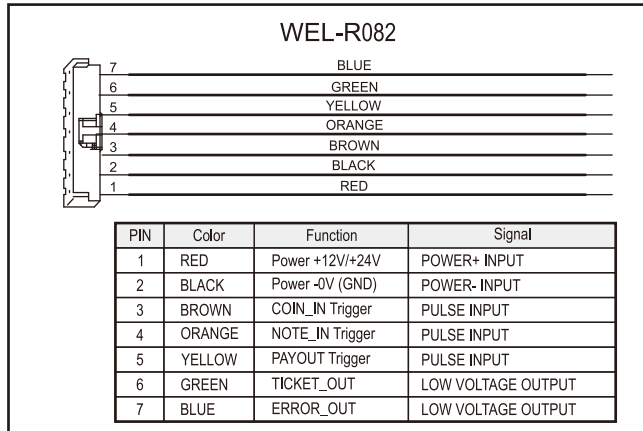 WEL-R082
7 BLUE
6 GREEN
5 YELLOW
4 ORANGE
3 BROWN
2 BLACK
1 RED
PIN Color Function Signal
1 RED Power +12V/+24V POWER+ INPUT
2 BLACK Power -0V (GND) POWER- INPUT
3 BROWN COIN_IN Trigger PULSE INPUT
4 ORANGE NOTE_IN Trigger PULSE INPUT
5 YELLOW PAYOUT Trigger PULSE INPUT
6 GREEN TICKET_OUT LOW VOLTAGE OUTPUT
7 BLUE ERROR_OUT LOW VOLTAGE OUTPUT